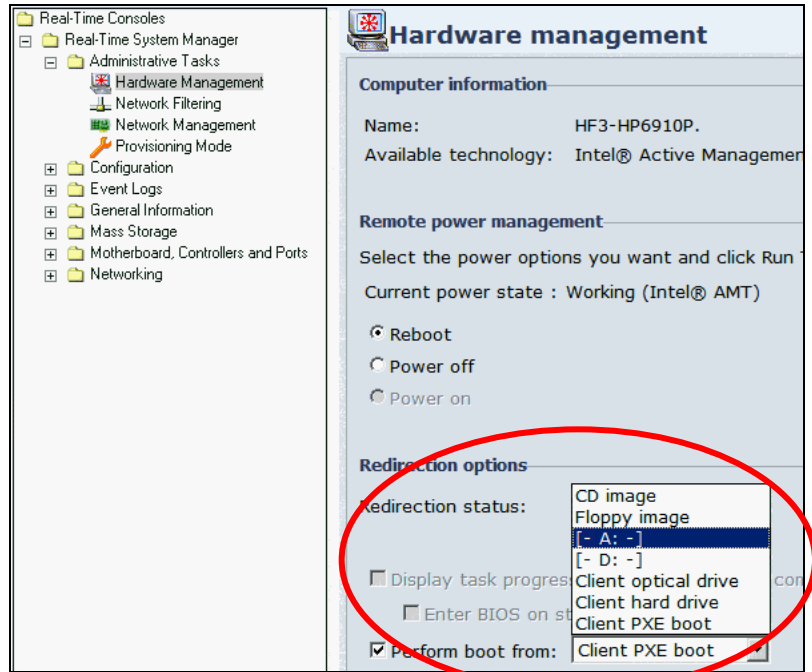 Real-Time Consoles
Real-Time System Manager
Administrative Tasks
Hardware Management
Network Filtering
Network Management
Provisioning Mode
Configuration
Event Logs
General Information
Mass Storage
Motherboard, Controllers and Ports
Networking
Hardware management
Computer information
Name: HF3-HP6910P.
Available technology: Intel® Active Managemen
Remote power management
Select the power options you want and click Run
Current power state : Working (Intel® AMT)
Reboot
Power off
Power on
Redirection options
Redirection status:
CD image
Floppy image
[- A: -]
[- D: -]
Client optical drive
Client hard drive
Client PXE boot
Display task progres con
Enter BIOS on st
Perform boot from: Client PXE boot